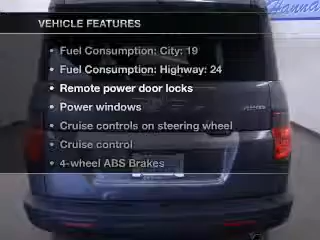 Hanna
VEHICLE FEATURES
Fuel Consumption: City: 19
Fuel Consumption: Highway: 24
Remote power door locks
Power windows
Cruise controls on steering wheel
Cruise control
4-wheel ABS Brakes